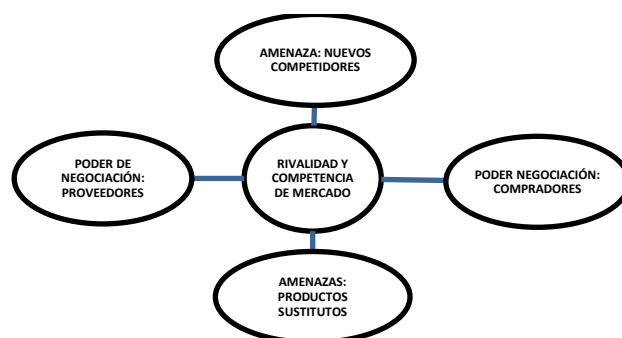 AMENAZA: NUEVOS
COMPETIDORES
PODER DE
NEGOCIACIÓN:
PROVEEDORES
RIVALIDAD Y
COMPETENCIA
DE MERCADO
PODER NEGOCIACIÓN:
COMPRADORES
AMENAZAS:
PRODUCTOS
SUSTITUTOS